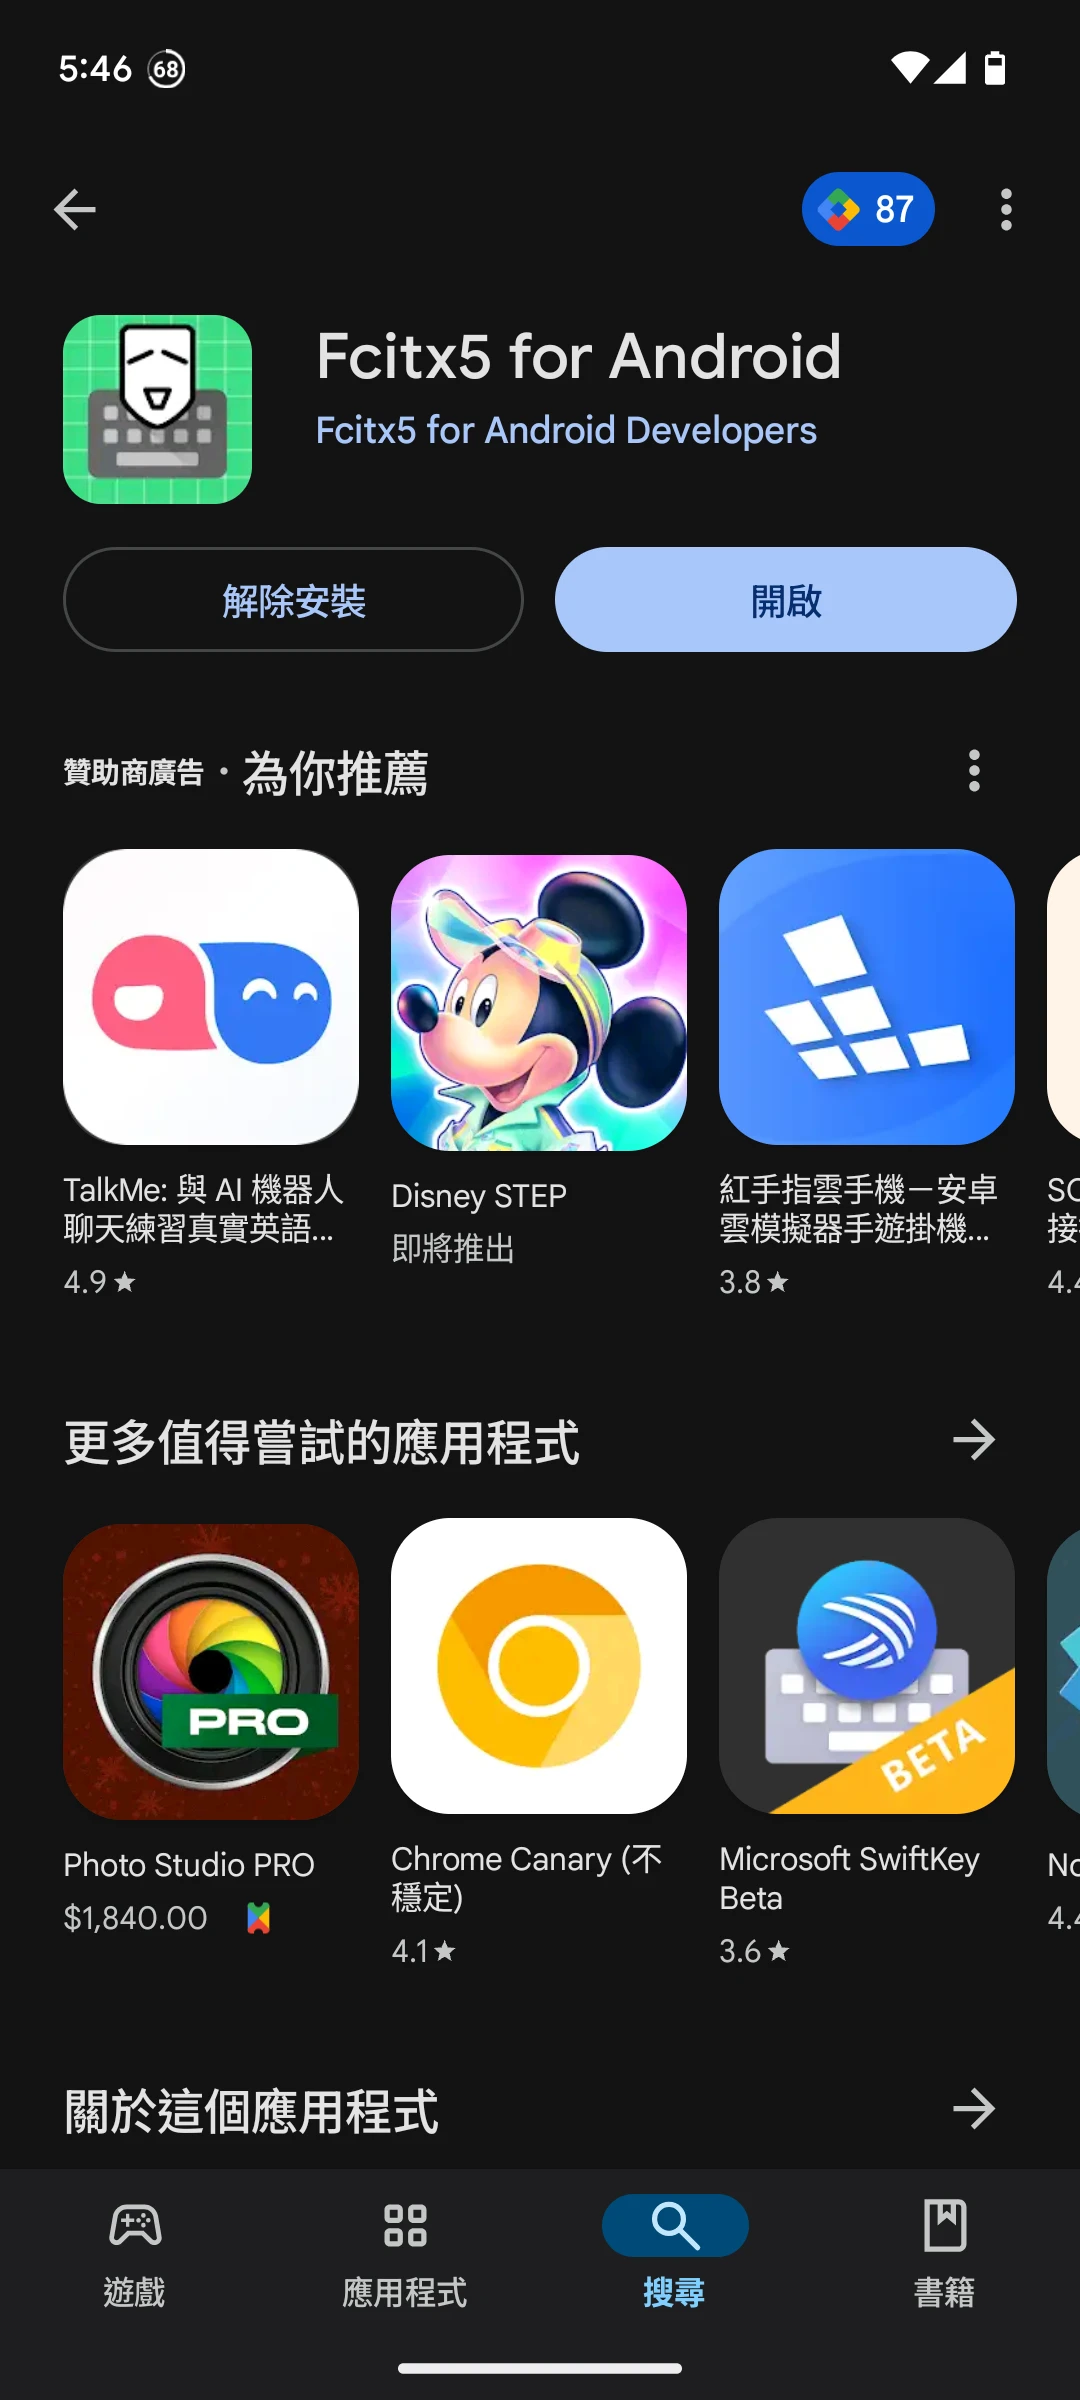 5:46 68
87
Fcitx5 for Android
Fcitx5 for Android Developers
解除安裝
開啟
贊助商廣告 · 為你推薦
TalkMe: 與 AI 機器人
聊天練習真實英語...
4.9★
Disney STEP
即將推出
紅手指雲手機－安卓
雲模擬器手遊掛機...
3.8★
更多值得嘗試的應用程式
PRO
Photo Studio PRO
$1,840.00
Chrome Canary (不
穩定)
4.1★
BETA
Microsoft SwiftKey
Beta
3.6★
關於這個應用程式
遊戲
應用程式
搜尋
書籍